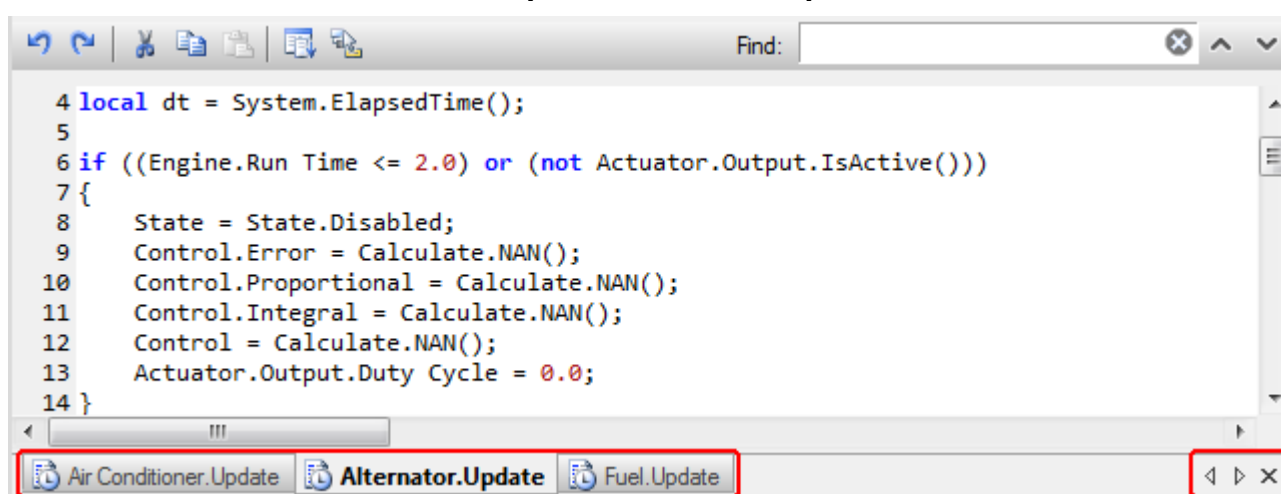 Find:
4 local dt = System.ElapsedTime();
5
6 if ((Engine.Run Time <= 2.0) or (not Actuator.Output.IsActive()))
7 {
8     State = State.Disabled;
9     Control.Error = Calculate.NAN();
10     Control.Proportional = Calculate.NAN();
11     Control.Integral = Calculate.NAN();
12     Control = Calculate.NAN();
13     Actuator.Output.Duty Cycle = 0.0;
14 }
Air Conditioner.Update Alternator.Update Fuel.Update